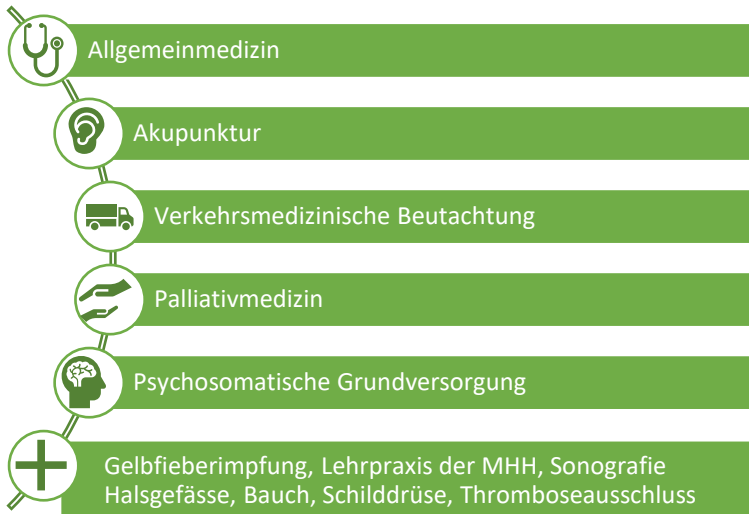 Allgemeinmedizin
Akupunktur
Verkehrsmedizinische Beutachtung
Palliativmedizin
Psychosomatische Grundversorgung
Gelbfieberimpfung, Lehrpraxis der MHH, Sonografie
Halsgefässe, Bauch, Schilddrüse, Thromboseausschluss